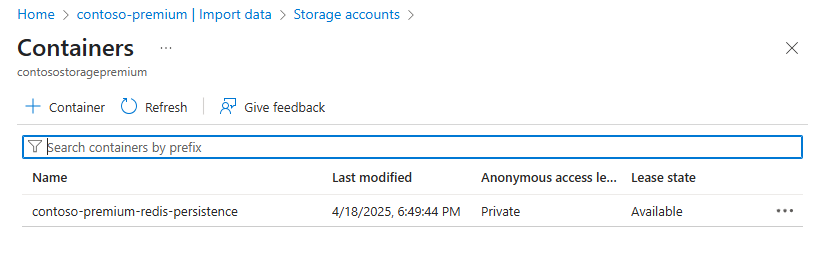 Home > contoso-premium | Import data > Storage accounts >
Containers ...
contosostoragepremium
+ Container Refresh Give feedback
Search containers by prefix
Name Last modified Anonymous access le... Lease state
contoso-premium-redis-persistence 4/18/2025, 6:49:44 PM Private Available ...